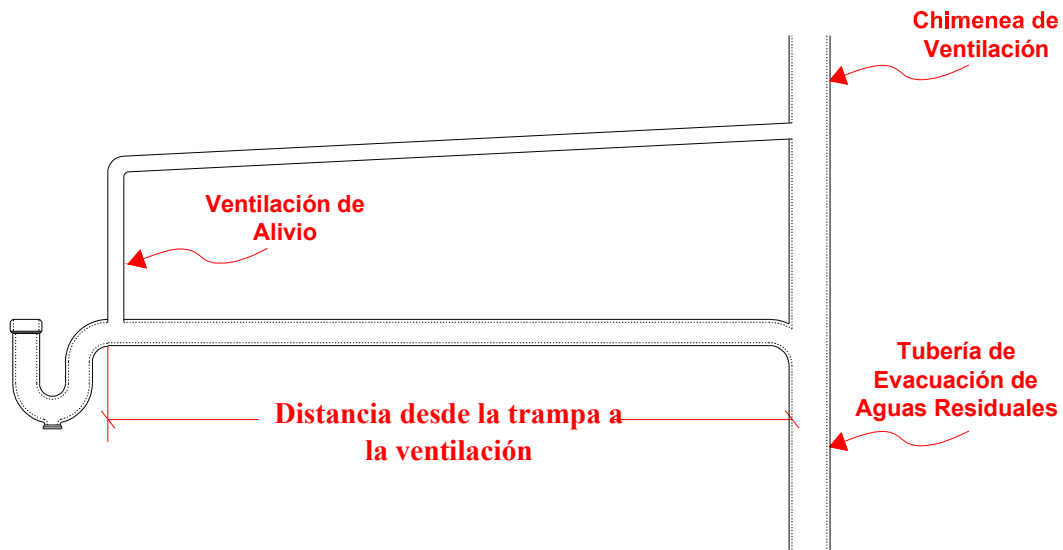 Chimenea de
Ventilación
Ventilación de
Alivio
Tubería de
Evacuación de
Aguas Residuales
Distancia desde la trampa a
la ventilación